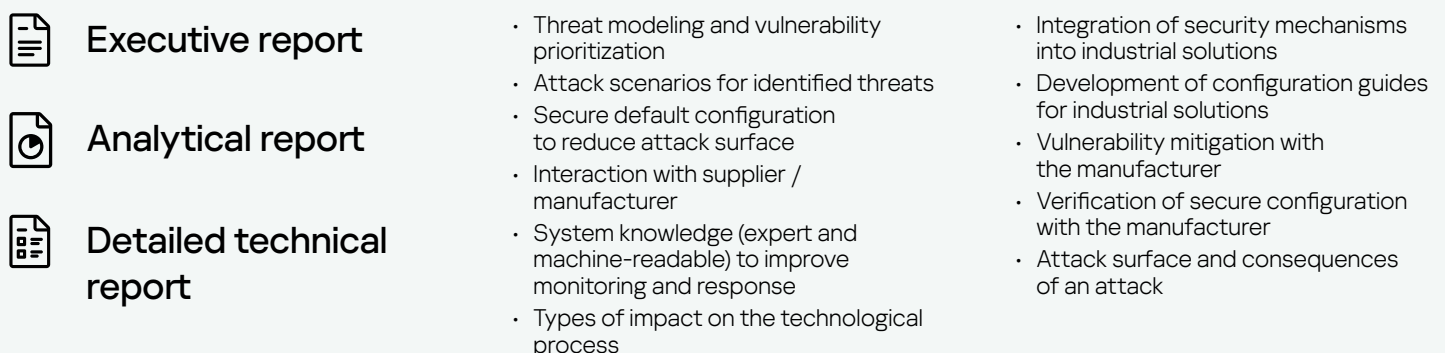 Executive report
Analytical report
Detailed technical
report
· Threat modeling and vulnerability
prioritization
· Attack scenarios for identified threats
· Secure default configuration
to reduce attack surface
· Interaction with supplier /
manufacturer
· System knowledge (expert and
machine-readable) to improve
monitoring and response
· Types of impact on the technological
process
· Integration of security mechanisms
into industrial solutions
· Development of configuration guides
for industrial solutions
· Vulnerability mitigation with
the manufacturer
· Verification of secure configuration
with the manufacturer
· Attack surface and consequences
of an attack